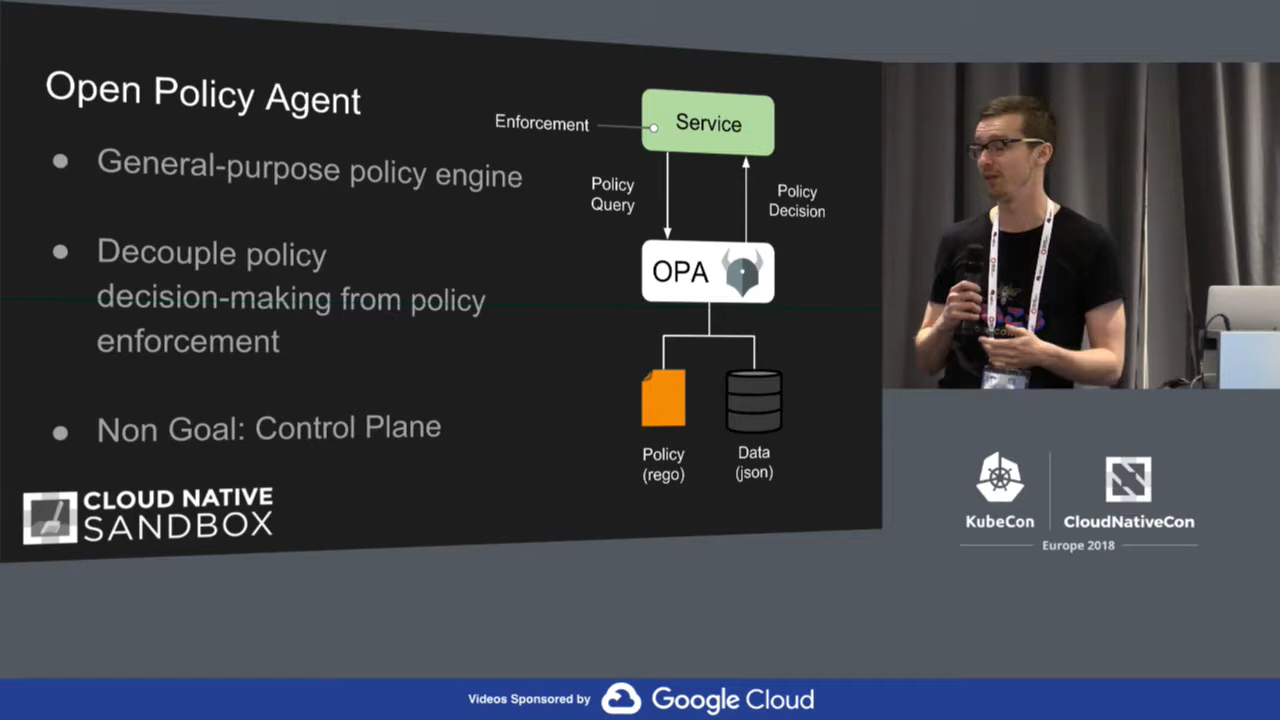 Open Policy Agent
General-purpose policy engine
Decouple policy
decision-making from policy
enforcement
Non Goal: Control Plane
CLOUD NATIVE
SANDBOX
Enforcement
Service
Policy
Query
Policy
Decision
OPA
Policy
(rego)
Data
(json)
KubeCon
CloudNativeCon
Europe 2018
Videos Sponsored by Google Cloud